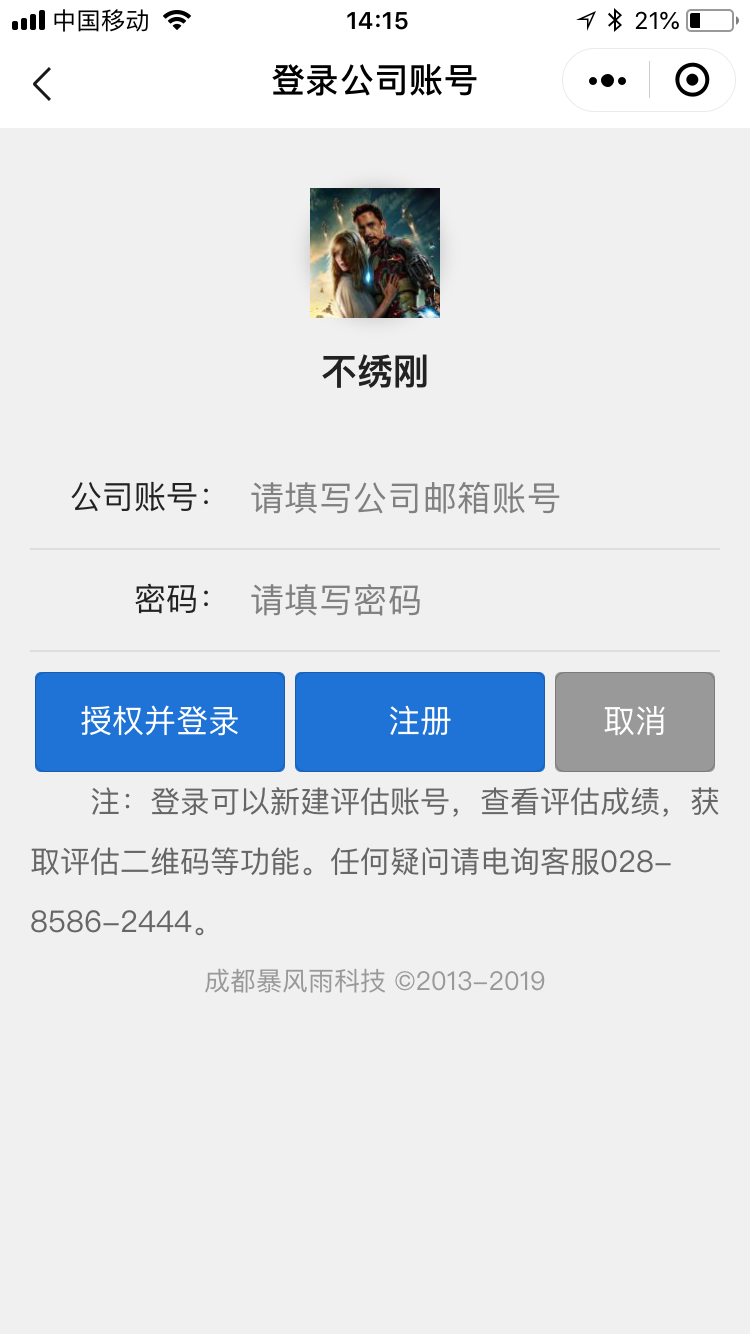 中国移动
14:15
21%
登录公司账号
不绣刚
公司账号：
请填写公司邮箱账号
密码：
请填写密码
授权并登录
注册
取消
注：登录可以新建评估账号，查看评估成绩，获
取评估二维码等功能。任何疑问请电询客服028-
8586-2444。
成都暴风雨科技 ©2013-2019